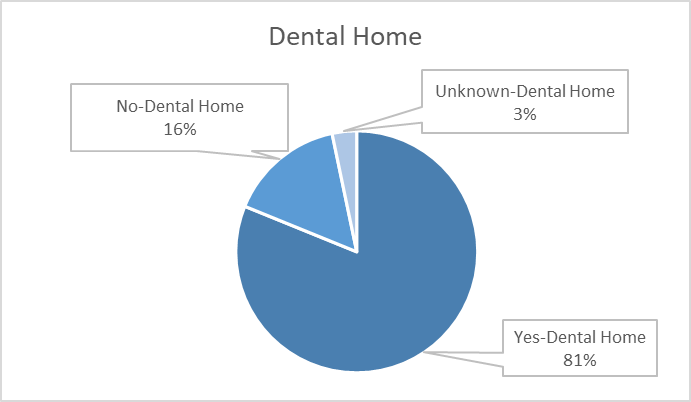 Dental Home
No-Dental Home
16%
Unknown-Dental Home
3%
Yes-Dental Home
81%